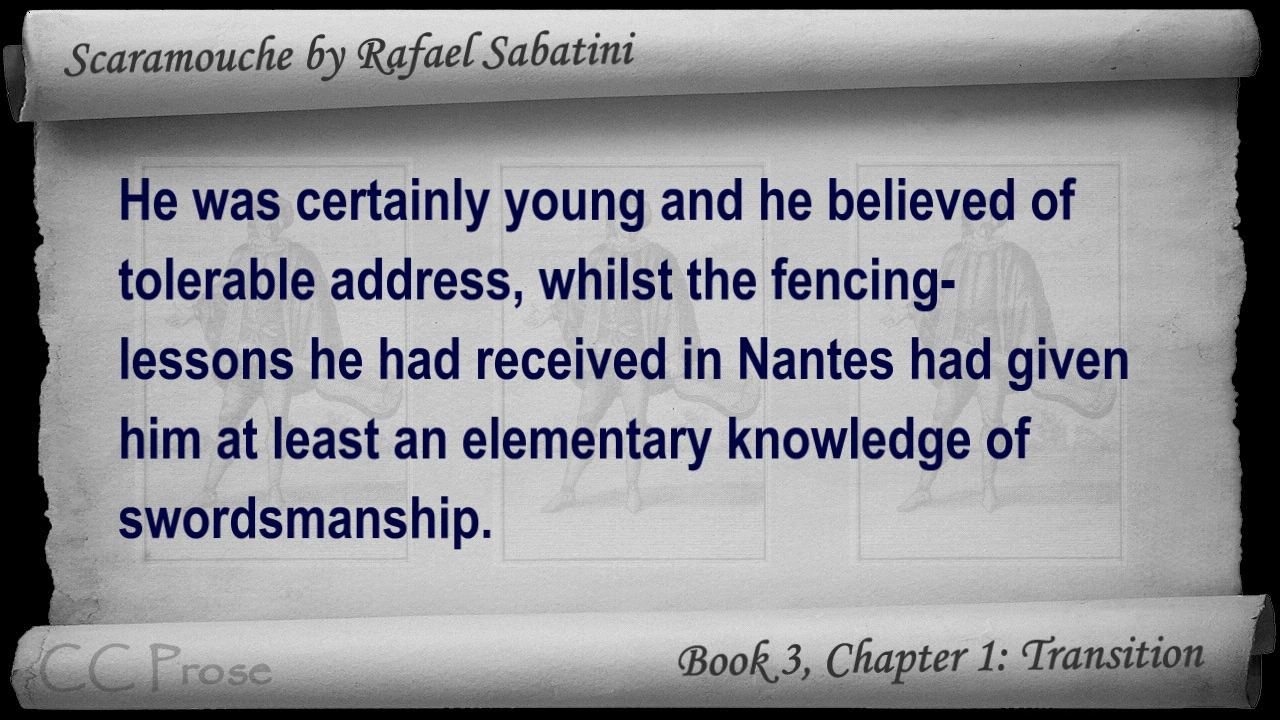 Scaramouche by Rafael Sabatini
He was certainly young and he believed of
tolerable address, whilst the fencing-
lessons he had received in Nantes had given
him at least an elementary knowledge of
swordsmanship.
CC Prose
Book 3, Chapter 1: Transition